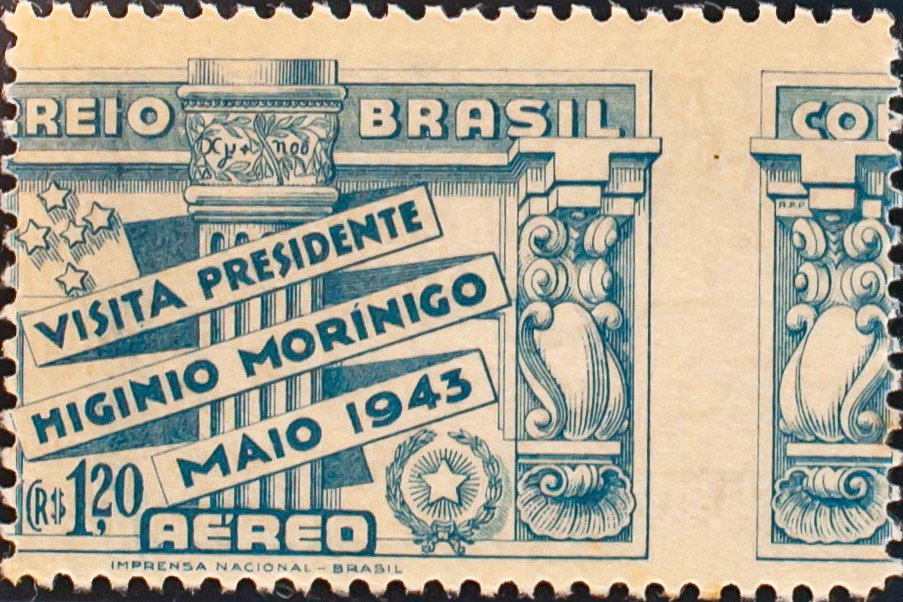 REIO BRASIL CO
VISITA PRESIDENTE
HIGINIO MORÍNIGO
MAIO 1943
CR$ 1,20
AÉREO
IMPRENSA NACIONAL - BRASIL